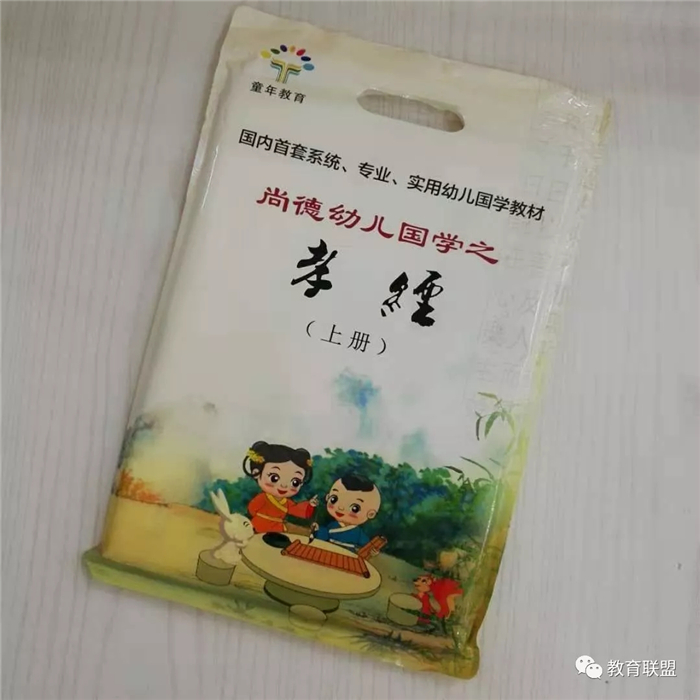 童年教育
国内首套系统、专业、实用幼儿国学教材
尚德幼儿国学之
孝經
（上册）
教育联盟